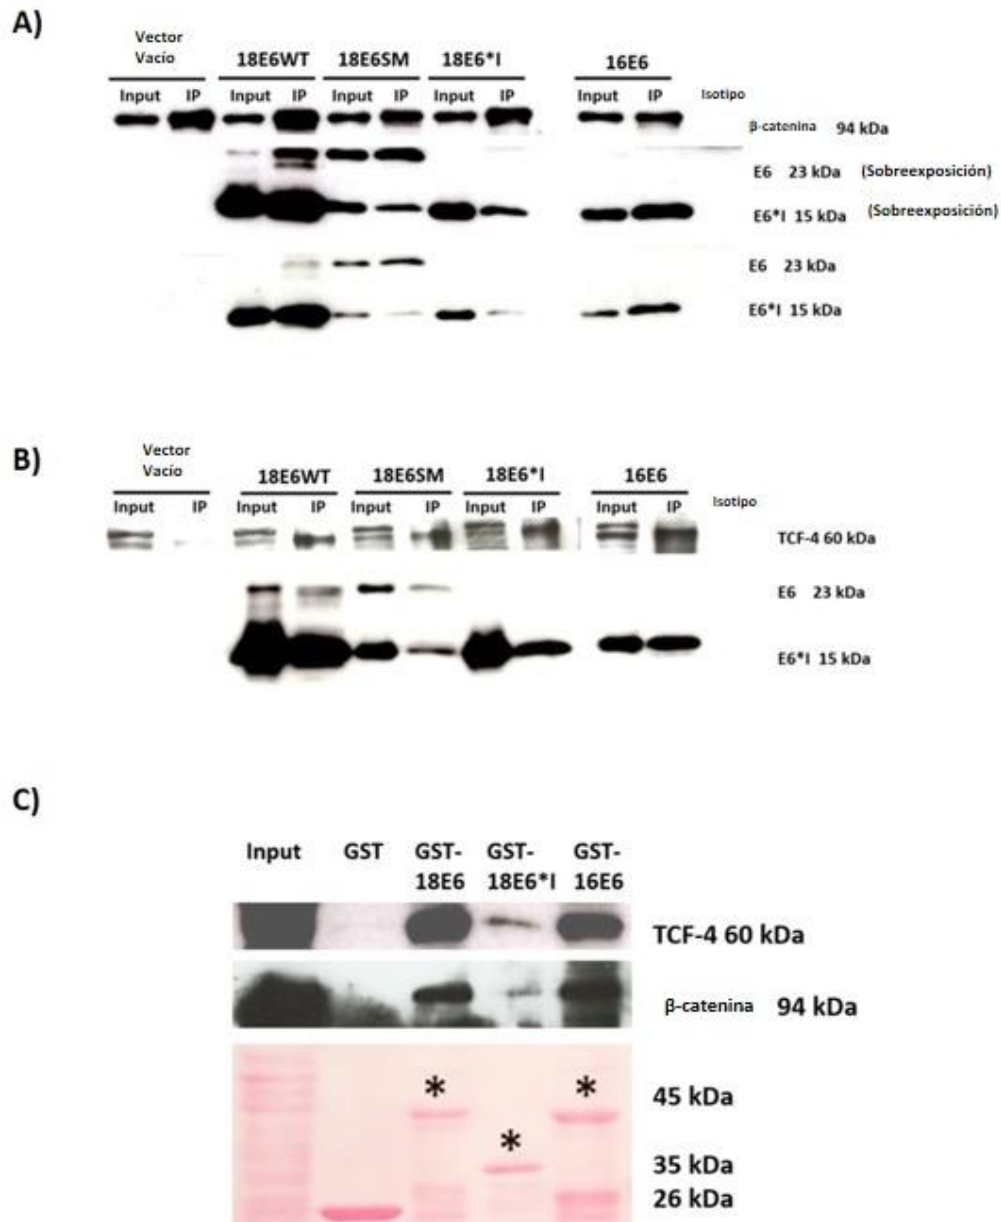 A)
Vector
Vacío
18E6WT 18E6SM 18E6*I 16E6
Input IP Input IP Input IP Input IP Input IP Isotipo
β-catenina 94 kDa
E6 23 kDa (Sobreexposición)
E6*I 15 kDa (Sobreexposición)
E6 23 kDa
E6*I 15 kDa
B)
Vector
Vacío
18E6WT 18E6SM 18E6*I 16E6
Input IP Input IP Input IP Input IP Input IP Isotipo
TCF-4 60 kDa
E6 23 kDa
E6*I 15 kDa
C)
Input GST GST- GST- GST-
18E6 18E6*I 16E6
TCF-4 60 kDa
β-catenina 94 kDa
* *
45 kDa
*
35 kDa
26 kDa